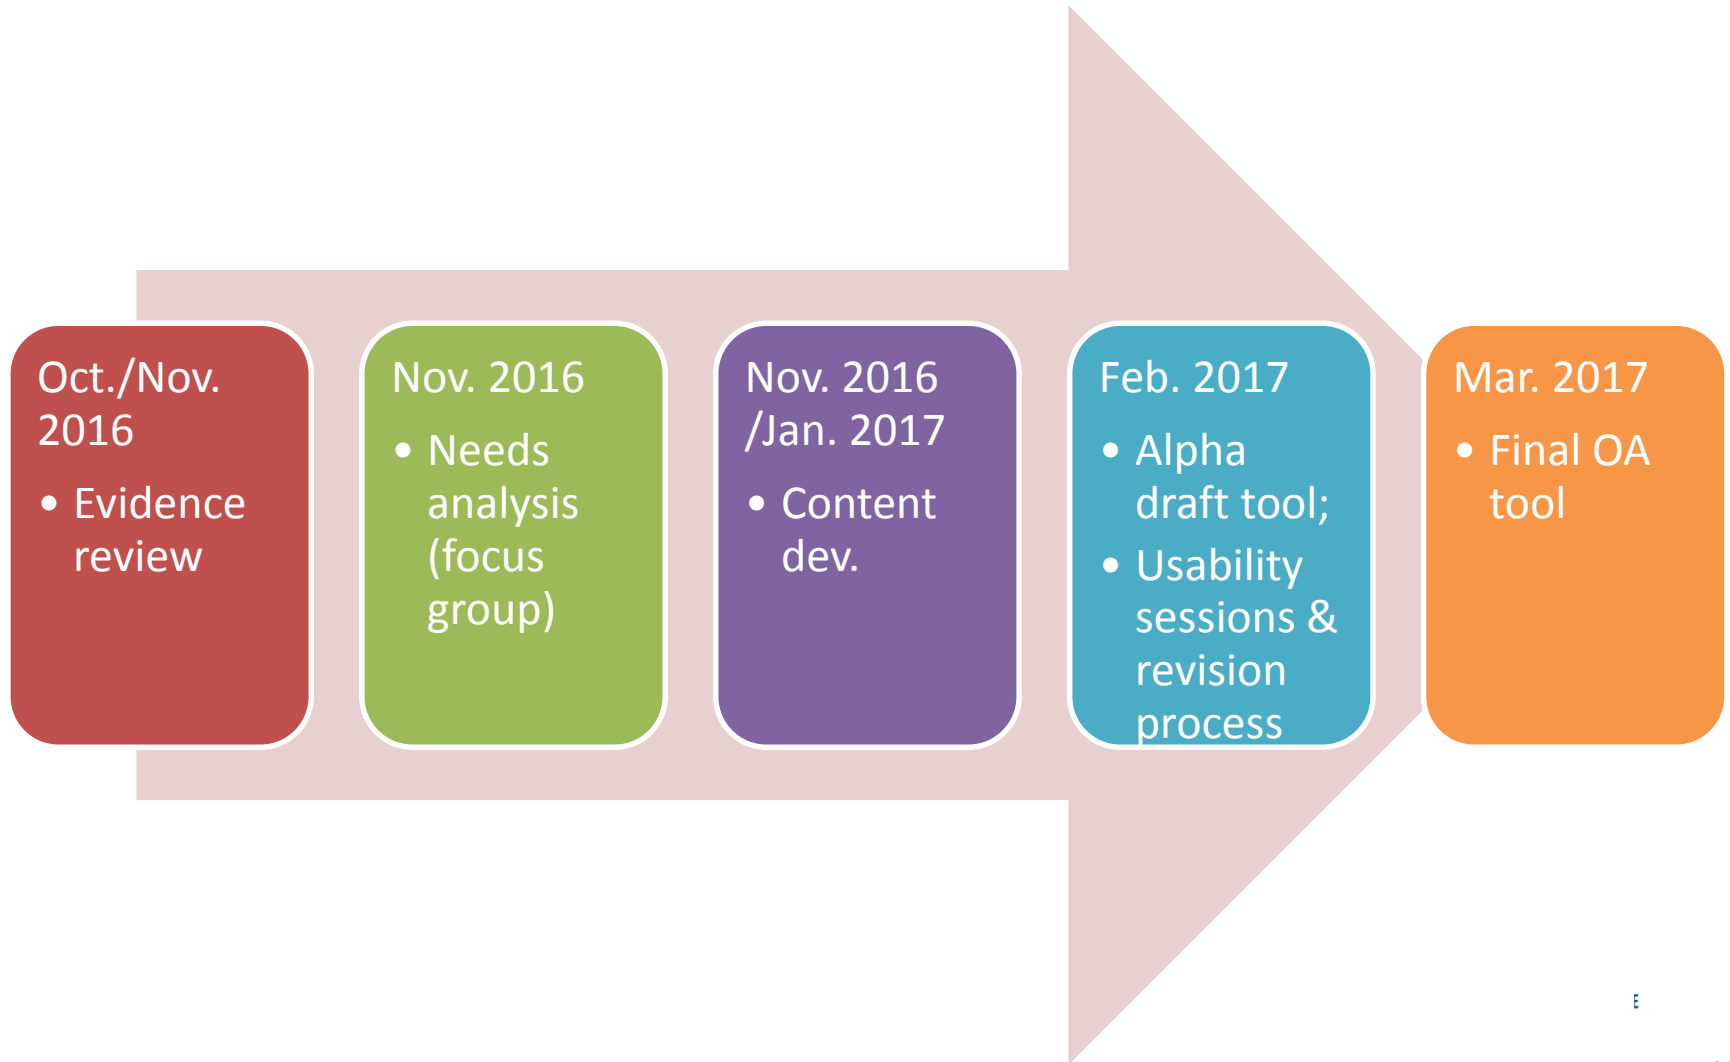 Oct./Nov.
2016
• Evidence
review
Nov. 2016
• Needs
analysis
(focus
group)
Nov. 2016
/Jan. 2017
• Content
dev.
Feb. 2017
• Alpha
draft tool;
• Usability
sessions &
revision
process
Mar. 2017
• Final OA
tool
E